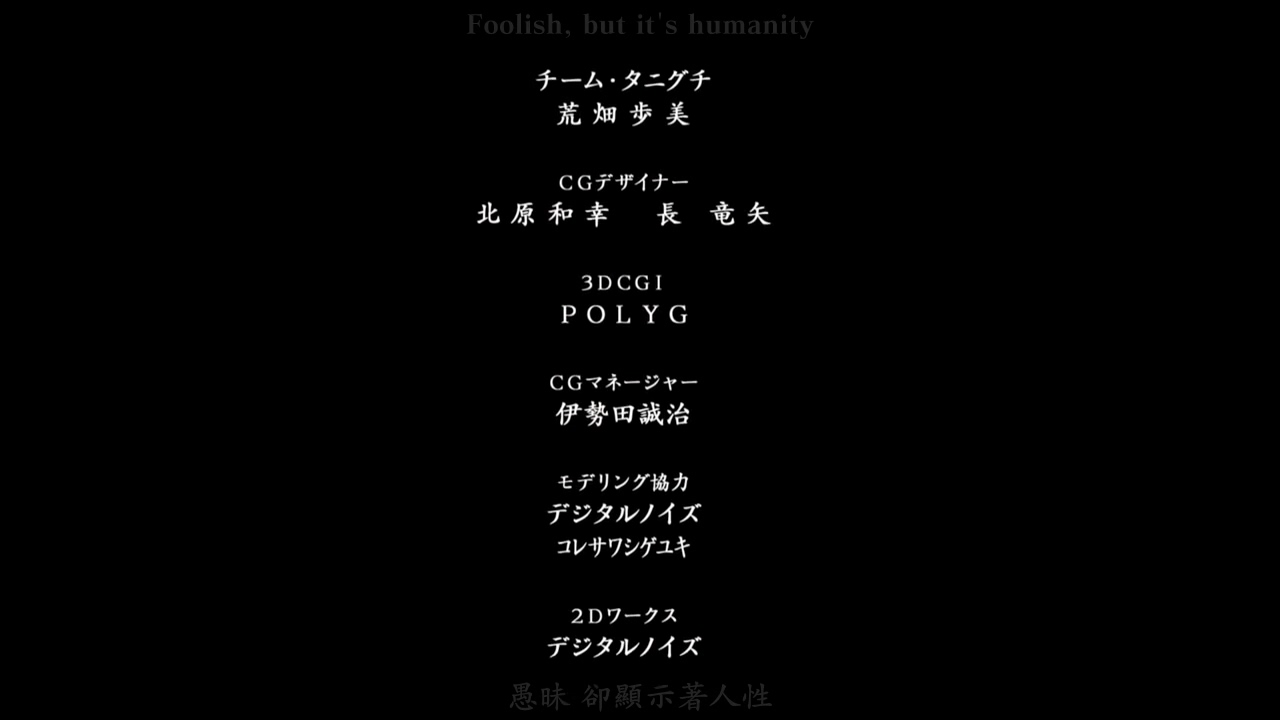 Foolish, but it's humanity
チーム・タニグチ
荒畑歩美
CGデザイナー
北原和幸　長　竜矢
3DCGI
POLYG
CGマネージャー
伊勢田誠治
モデリング協力
デジタルノイズ
コレサワシゲユキ
2Dワークス
デジタルノイズ
愚昧 卻顯示著人性